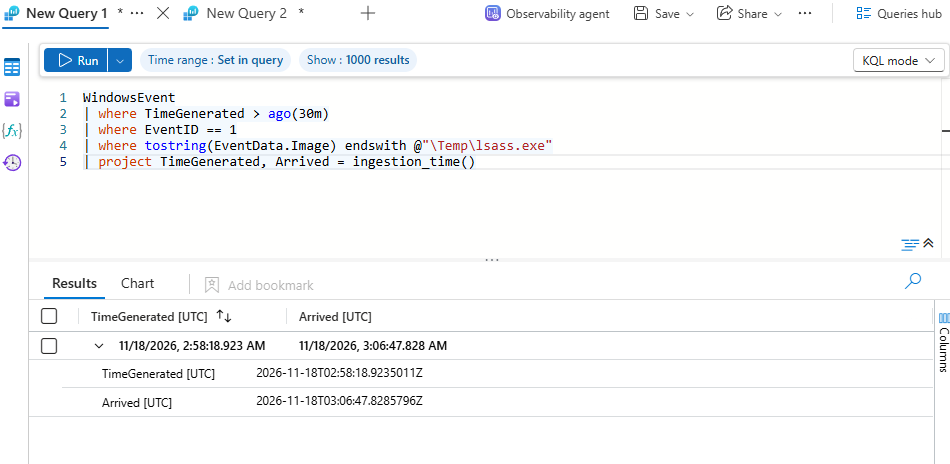 New Query 1 * ··· New Query 2 * Observability agent Save Share ··· Queries hub
Run Time range : Set in query Show : 1000 results KQL mode
1 WindowsEvent
2 | where TimeGenerated > ago(30m)
3 | where EventID == 1
4 | where tostring(EventData.Image) endswith @"\Temp\lsass.exe"
5 | project TimeGenerated, Arrived = ingestion_time()
Results Chart Add bookmark
TimeGenerated [UTC] Arrived [UTC]
11/18/2026, 2:58:18.923 AM 11/18/2026, 3:06:47.828 AM
TimeGenerated [UTC] 2026-11-18T02:58:18.9235011Z
Arrived [UTC] 2026-11-18T03:06:47.8285796Z
Columns